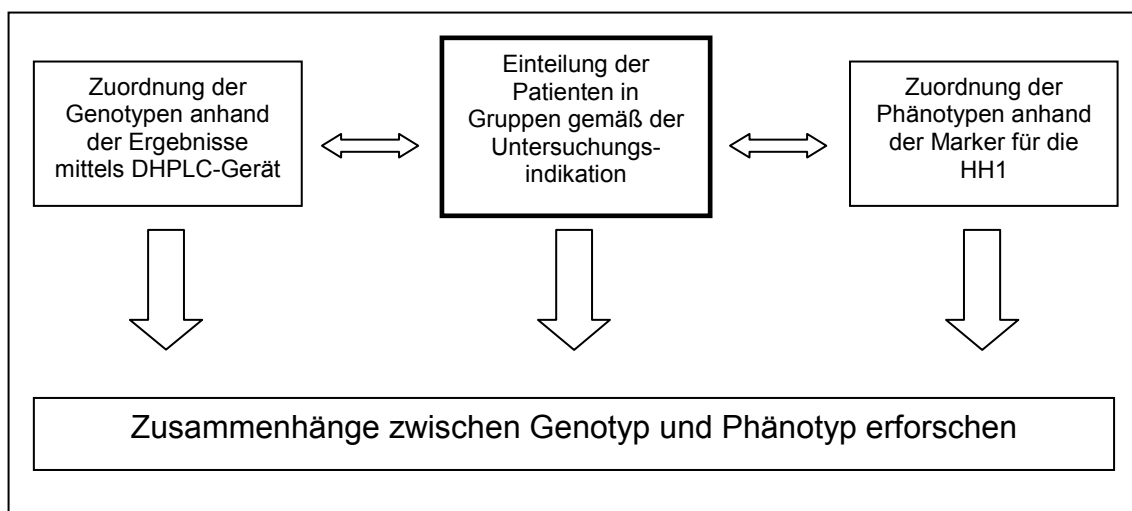 Zuordnung der
Genotypen anhand
der Ergebnisse
mittels DHPLC-Gerät
Einteilung der
Patienten in
Gruppen gemäß der
Untersuchungs-
indikation
Zuordnung der
Phänotypen anhand
der Marker für die
HH1
Zusammenhänge zwischen Genotyp und Phänotyp erforschen